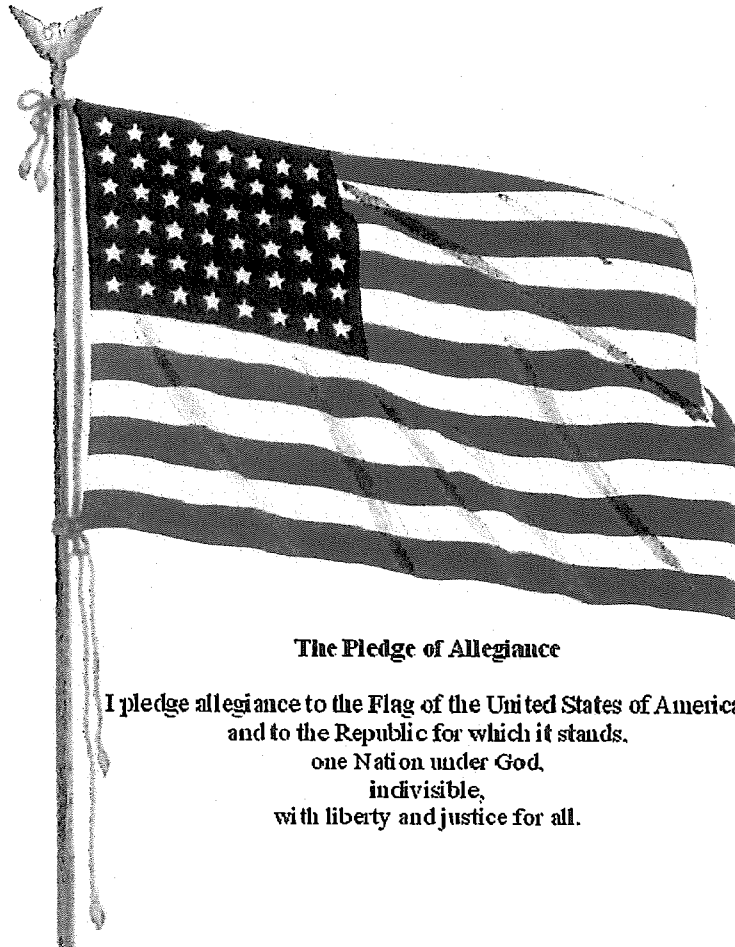 The Pledge of Allegiance
I pledge allegiance to the Flag of the United States of America
and to the Republic for which it stands.
one Nation under God,
indivisible,
with liberty and justice for all.